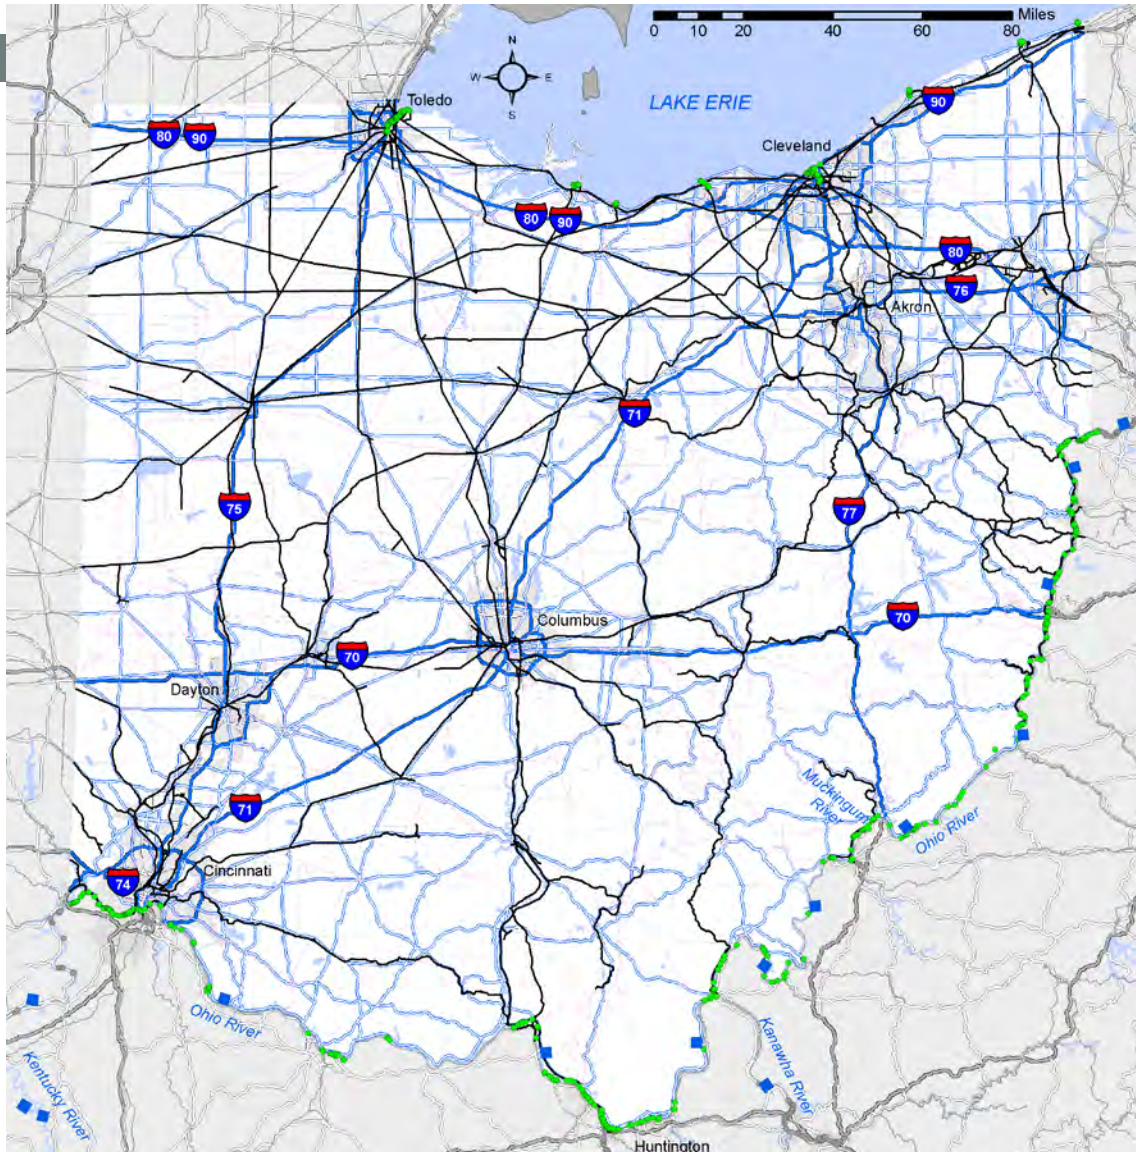 Miles
0 10 20 40 60 80
N
W E
S
LAKE ERIE
Toledo
90
80 90
Cleveland
80 90
80
76
Akron
71
75
77
Columbus
70
70
Dayton
Muckingum
River
71
Ohio River
Cincinnati
74
Ohio River
Kanawha River
Kentucky River
Huntington